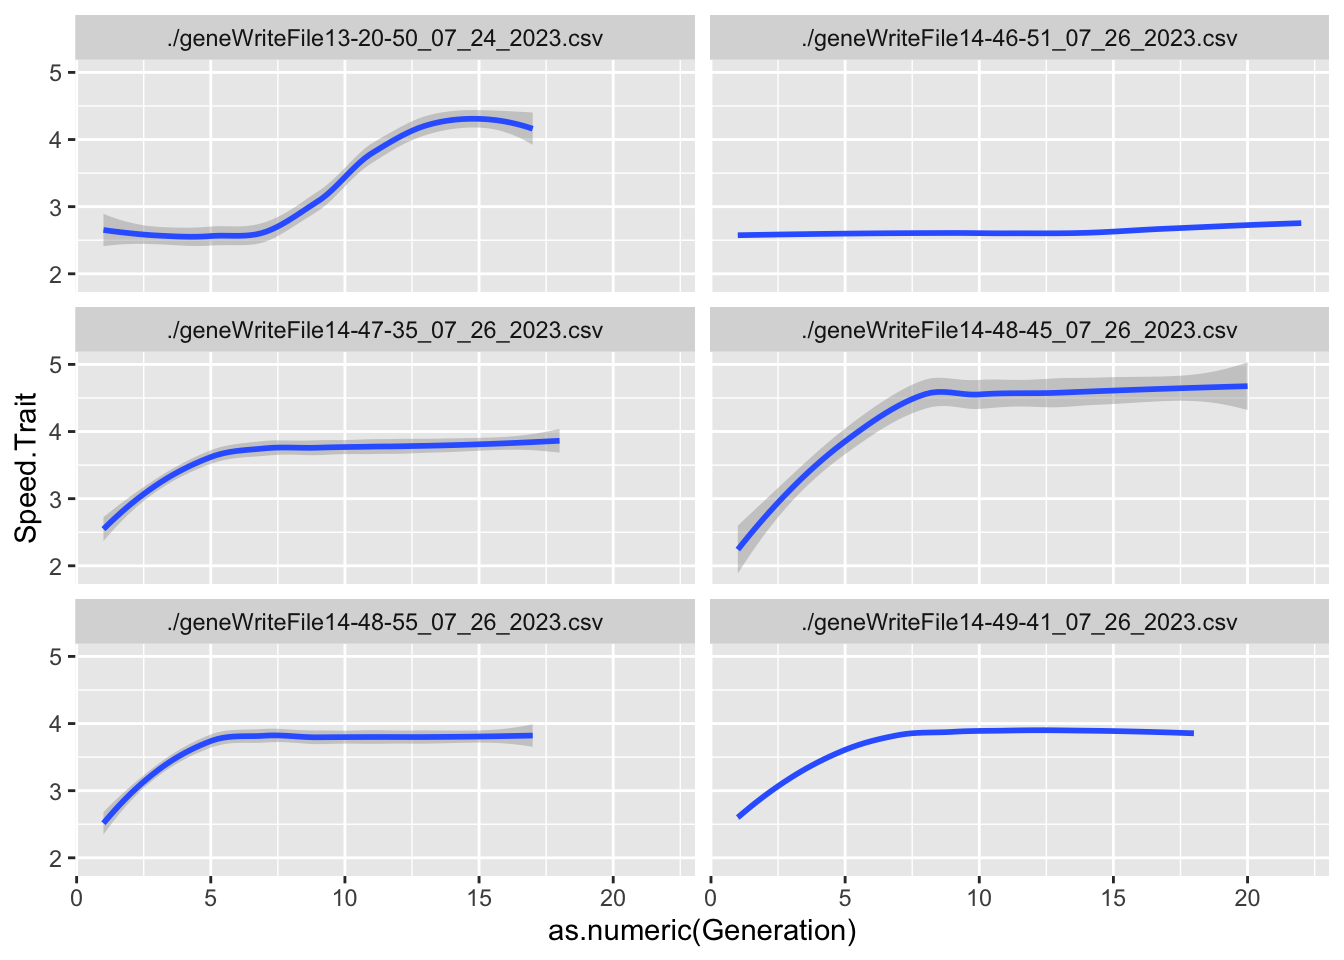 ./geneWriteFile13-20-50_07_24_2023.csv
./geneWriteFile14-46-51_07_26_2023.csv
5
4
3
2
./geneWriteFile14-47-35_07_26_2023.csv
./geneWriteFile14-48-45_07_26_2023.csv
5
4
3
2
Speed.Trait
./geneWriteFile14-48-55_07_26_2023.csv
./geneWriteFile14-49-41_07_26_2023.csv
5
4
3
2
0 5 10 15 20
0 5 10 15 20
as.numeric(Generation)